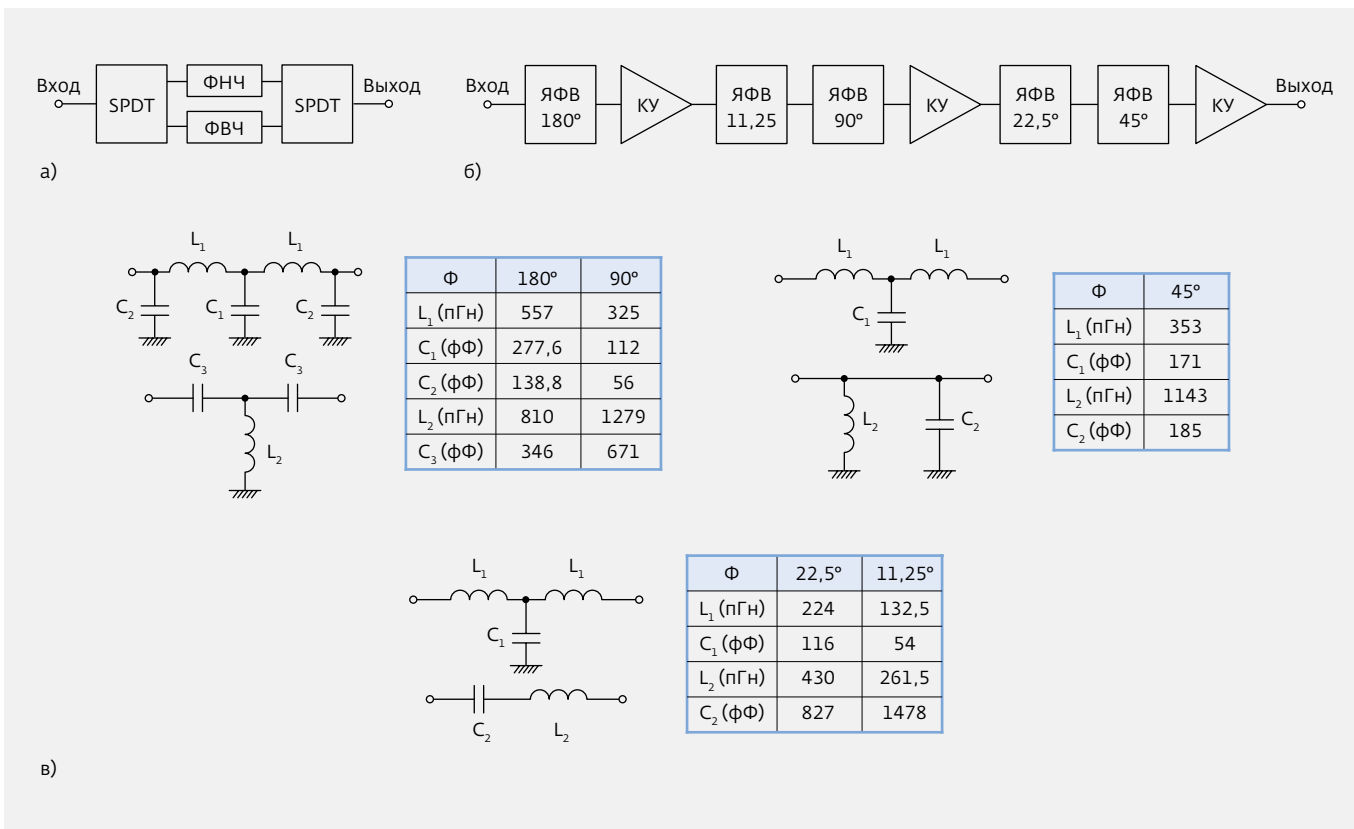 Вход
SPDT
ФНЧ
ФВЧ
SPDT
Выход
а)
Вход
ЯФВ
180°
КУ
ЯФВ
11,25
ЯФВ
90°
КУ
ЯФВ
22,5°
ЯФВ
45°
КУ
Выход
б)
L₁ L₁
C₂ C₁ C₂
C₃ C₃
L₂
Ф 180° 90°
L₁ (пГн) 557 325
C₁ (фФ) 277,6 112
C₂ (фФ) 138,8 56
L₂ (пГн) 810 1279
C₃ (фФ) 346 671
L₁ L₁
C₁
L₂ C₂
Ф 45°
L₁ (пГн) 353
C₁ (фФ) 171
L₂ (пГн) 1143
C₂ (фФ) 185
L₁ L₁
C₁
C₂ L₂
Ф 22,5° 11,25°
L₁ (пГн) 224 132,5
C₁ (фФ) 116 54
L₂ (пГн) 430 261,5
C₂ (фФ) 827 1478
в)